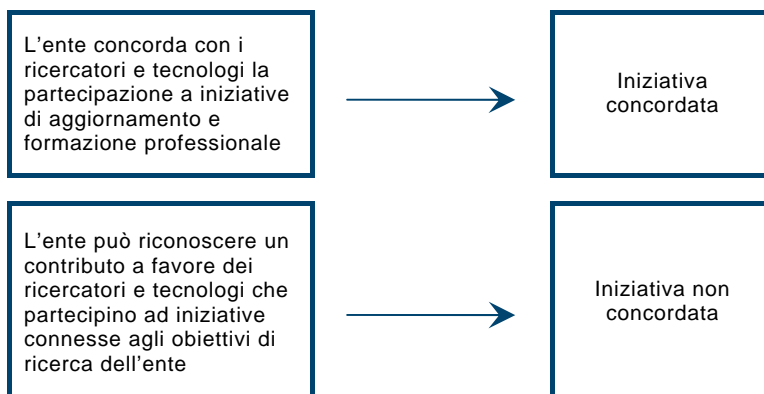 L'ente concorda con i
ricercatori e tecnologi la
partecipazione a iniziative
di aggiornamento e
formazione professionale
Iniziativa
concordata
L'ente può riconoscere un
contributo a favore dei
ricercatori e tecnologi che
partecipino ad iniziative
connesse agli obiettivi di
ricerca dell'ente
Iniziativa non
concordata